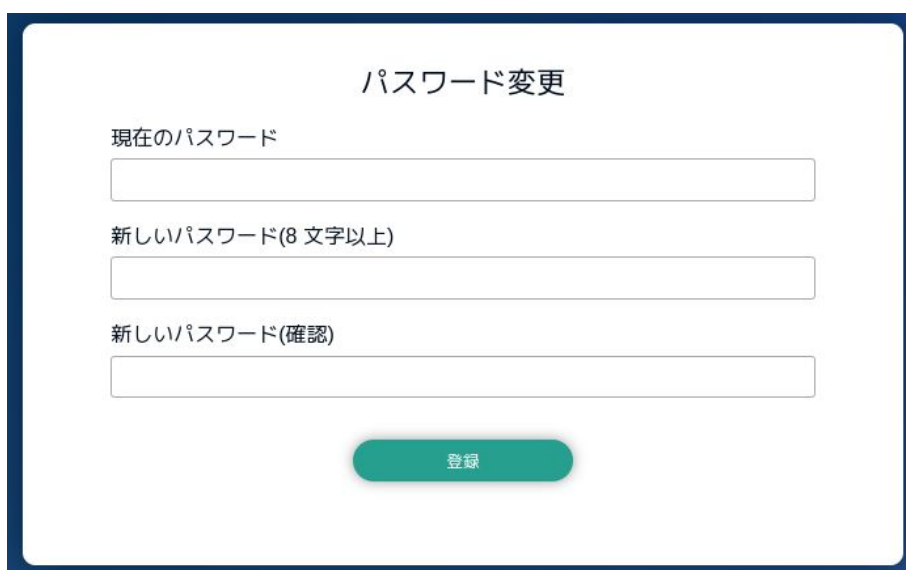 パスワード変更
現在のパスワード
新しいパスワード(8 文字以上)
新しいパスワード(確認)
登録